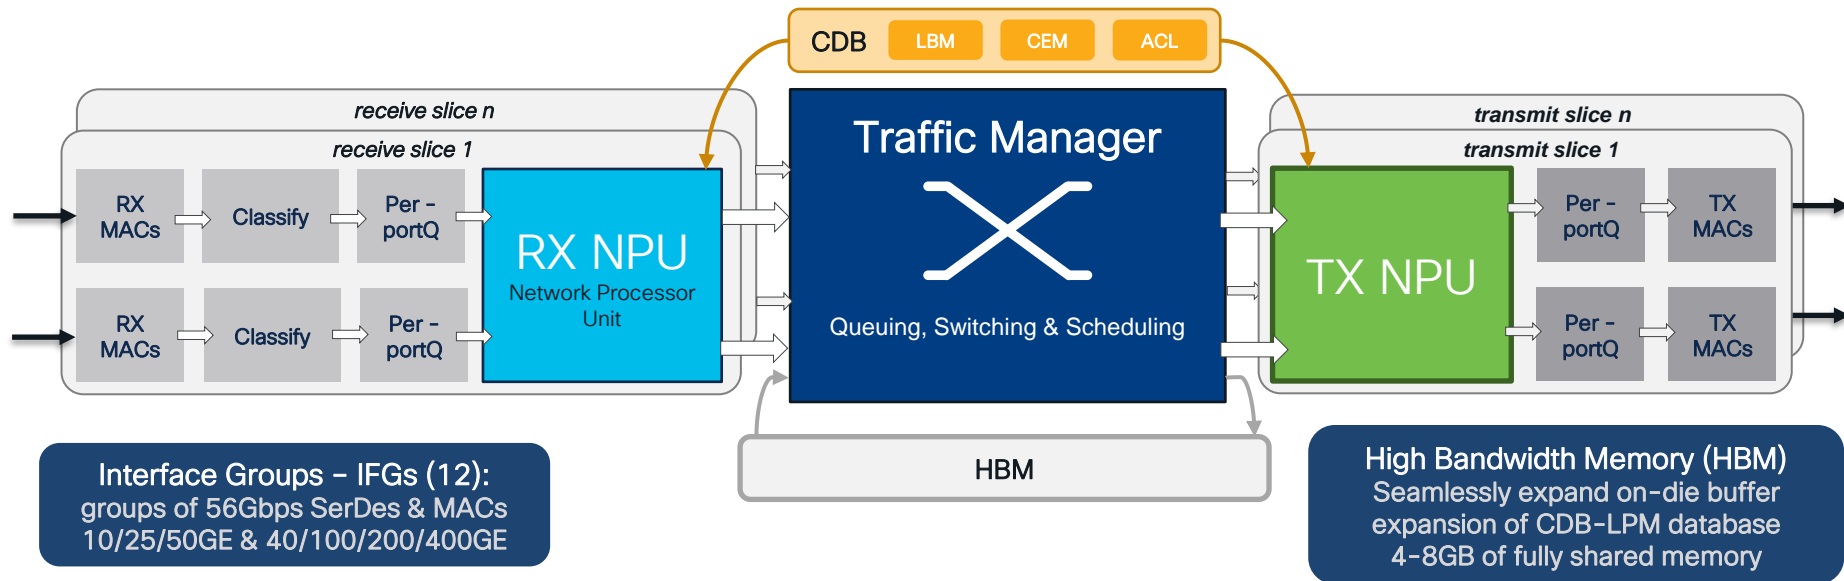 CDB
LBM
CEM
ACL
receive slice n
receive slice 1
RX
MACs
Classify
Per -
portQ
RX
MACs
Classify
Per -
portQ
RX NPU
Network Processor
Unit
Traffic Manager
Queuing, Switching & Scheduling
transmit slice n
transmit slice 1
TX NPU
Per -
portQ
TX
MACs
Per -
portQ
TX
MACs
HBM
Interface Groups – IFGs (12):
groups of 56Gbps SerDes & MACs
10/25/50GE & 40/100/200/400GE
High Bandwidth Memory (HBM)
Seamlessly expand on-die buffer
expansion of CDB-LPM database
4-8GB of fully shared memory